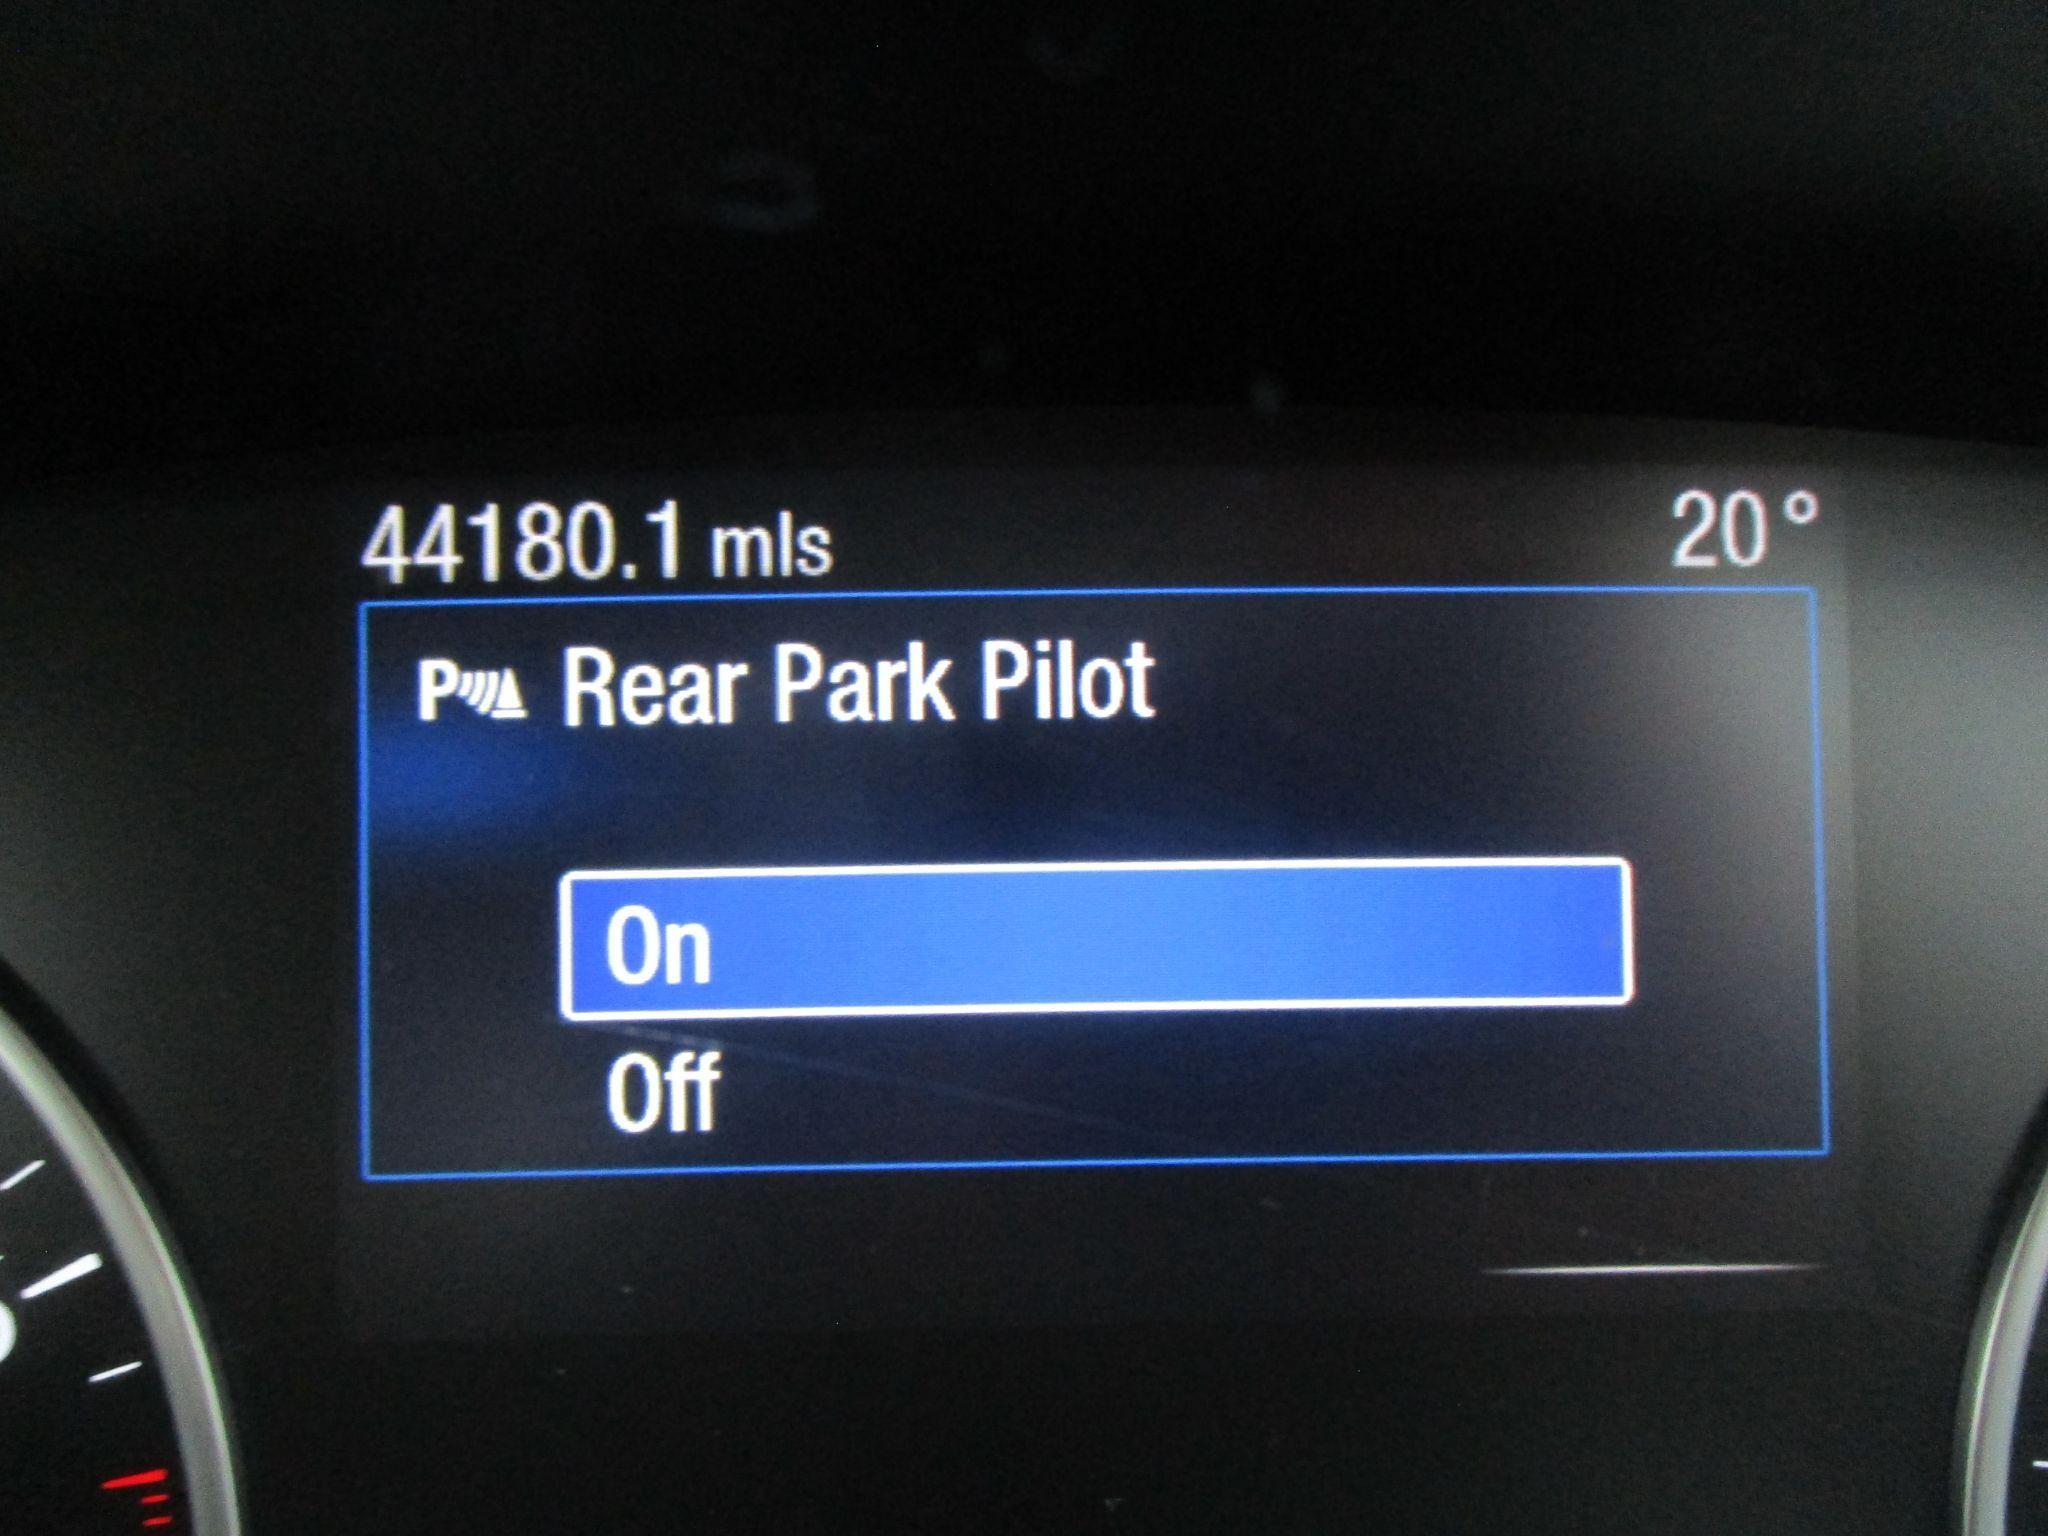 44180.1 mls 20°
P Rear Park Pilot
On
Off